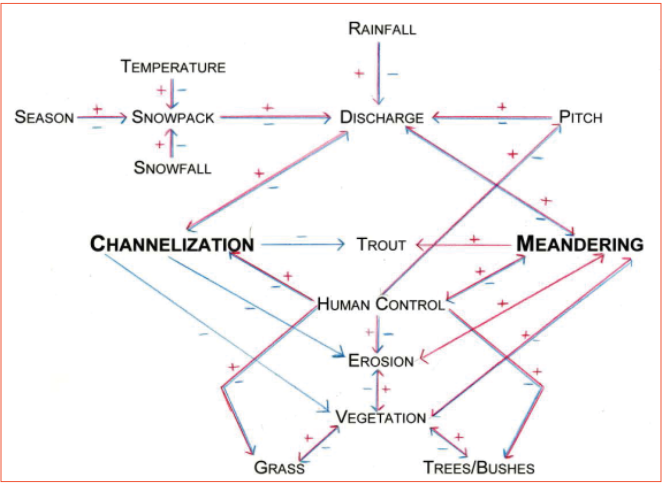 RAINFALL
+ −
TEMPERATURE
+ −
SEASON + − SNOWPACK + − DISCHARGE + − PITCH
+ −
SNOWFALL
+ −
+ −
+ −
CHANNELIZATION − TROUT + MEANDERING
+ −
+ −
HUMAN CONTROL
− +
− + −
EROSION
+ − + −
− +
VEGETATION
+ − + −
GRASS TREES/BUSHES